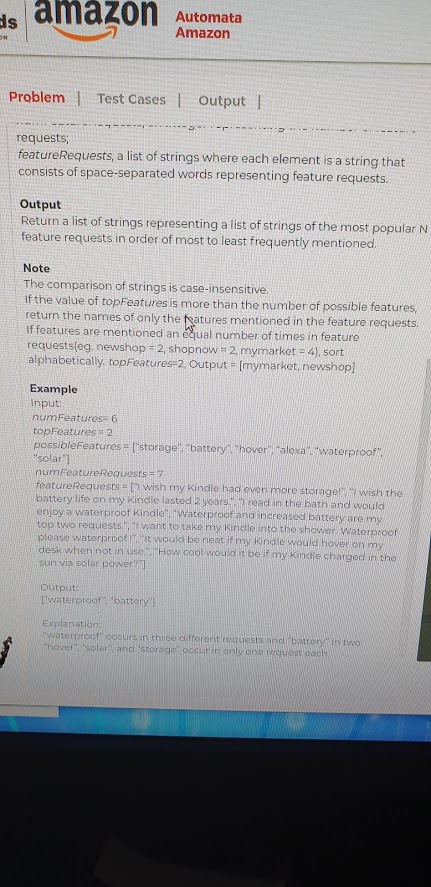 ds
amazon
Automata
Amazon
Problem | Test Cases | Output |
requests;
featureRequests, a list of strings where each element is a string that
consists of space-separated words representing feature requests.
Output
Return a list of strings representing a list of strings of the most popular N
feature requests in order of most to least frequently mentioned.
Note
The comparison of strings is case-insensitive.
If the value of topFeatures is more than the number of possible features,
return the names of only the features mentioned in the feature requests.
If features are mentioned an equal number of times in feature
requests(eg. newshop = 2, shopnow = 2, mymarket = 4), sort
alphabetically. topFeatures=2, Output = [mymarket, newshop]
Example
Input:
numFeatures= 6
topFeatures = 2
possibleFeatures = ["storage", "battery", "hover", "alexa", "waterproof",
"solar"]
numFeatureRequests = 7
featureRequests = ["I wish my Kindle had even more storage!", "I wish the
battery life on my Kindle lasted 2 years.", "I read in the bath and would
enjoy a waterproof Kindle", "Waterproof and increased battery are my
top two requests.", "I want to take my Kindle into the shower. Waterproof
please waterproof !", "It would be neat if my Kindle would hover on my
desk when not in use.", "How cool would it be if my Kindle charged in the
sun via solar power?"]
Output:
["waterproof", "battery"]
Explanation:
"waterproof" occurs in three different requests and "battery" in two.
"hover", "solar", and "storage" occur in only one request each.